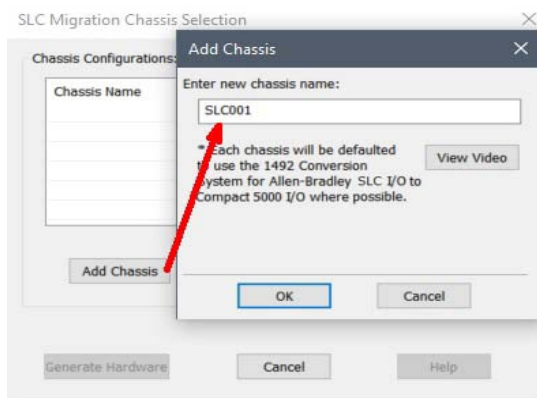 SLC Migration Chassis Selection
Chassis Configurations:
Chassis Name
Add Chassis
Generate Hardware
Cancel
Help
Add Chassis
Enter new chassis name:
SLC001
* Each chassis will be defaulted
to use the 1492 Conversion
System for Allen-Bradley SLC I/O to
Compact 5000 I/O where possible.
View Video
OK
Cancel